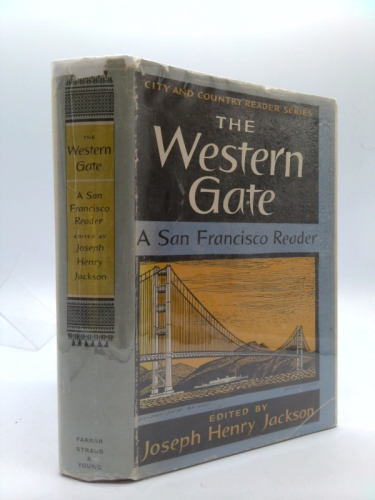 THE
Western
Gate
A San
Francisco
Reader
EDITED BY
Joseph
Henry
Jackson
FARRAR
STRAUS
&
YOUNG
CITY AND COUNTRY READER SERIES
THE
Western
Gate
A San Francisco Reader
EDITED BY
Joseph Henry Jackson